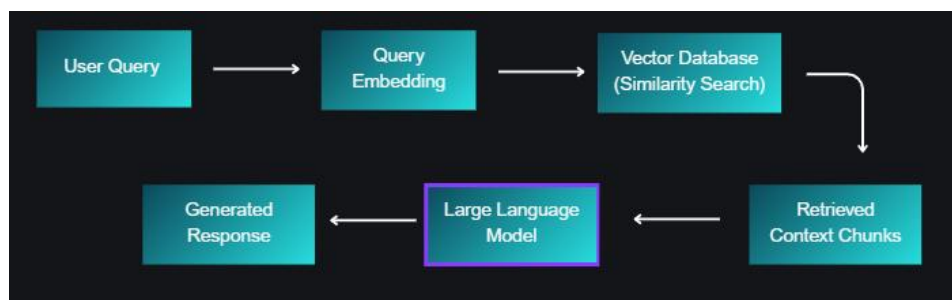 User Query
Query
Embedding
Vector Database
(Similarity Search)
Retrieved
Context Chunks
Large Language
Model
Generated
Response